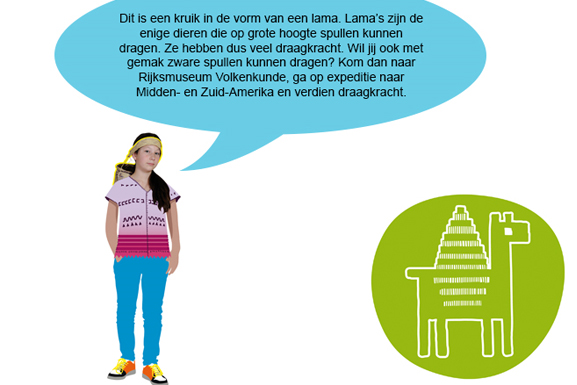 Dit is een kruik in de vorm van een lama. Lama's zijn de
enige dieren die op grote hoogte spullen kunnen
dragen. Ze hebben dus veel draagkracht. Wil jij ook met
gemak zware spullen kunnen dragen? Kom dan naar
Rijksmuseum Volkenkunde, ga op expeditie naar
Midden- en Zuid-Amerika en verdien draagkracht.